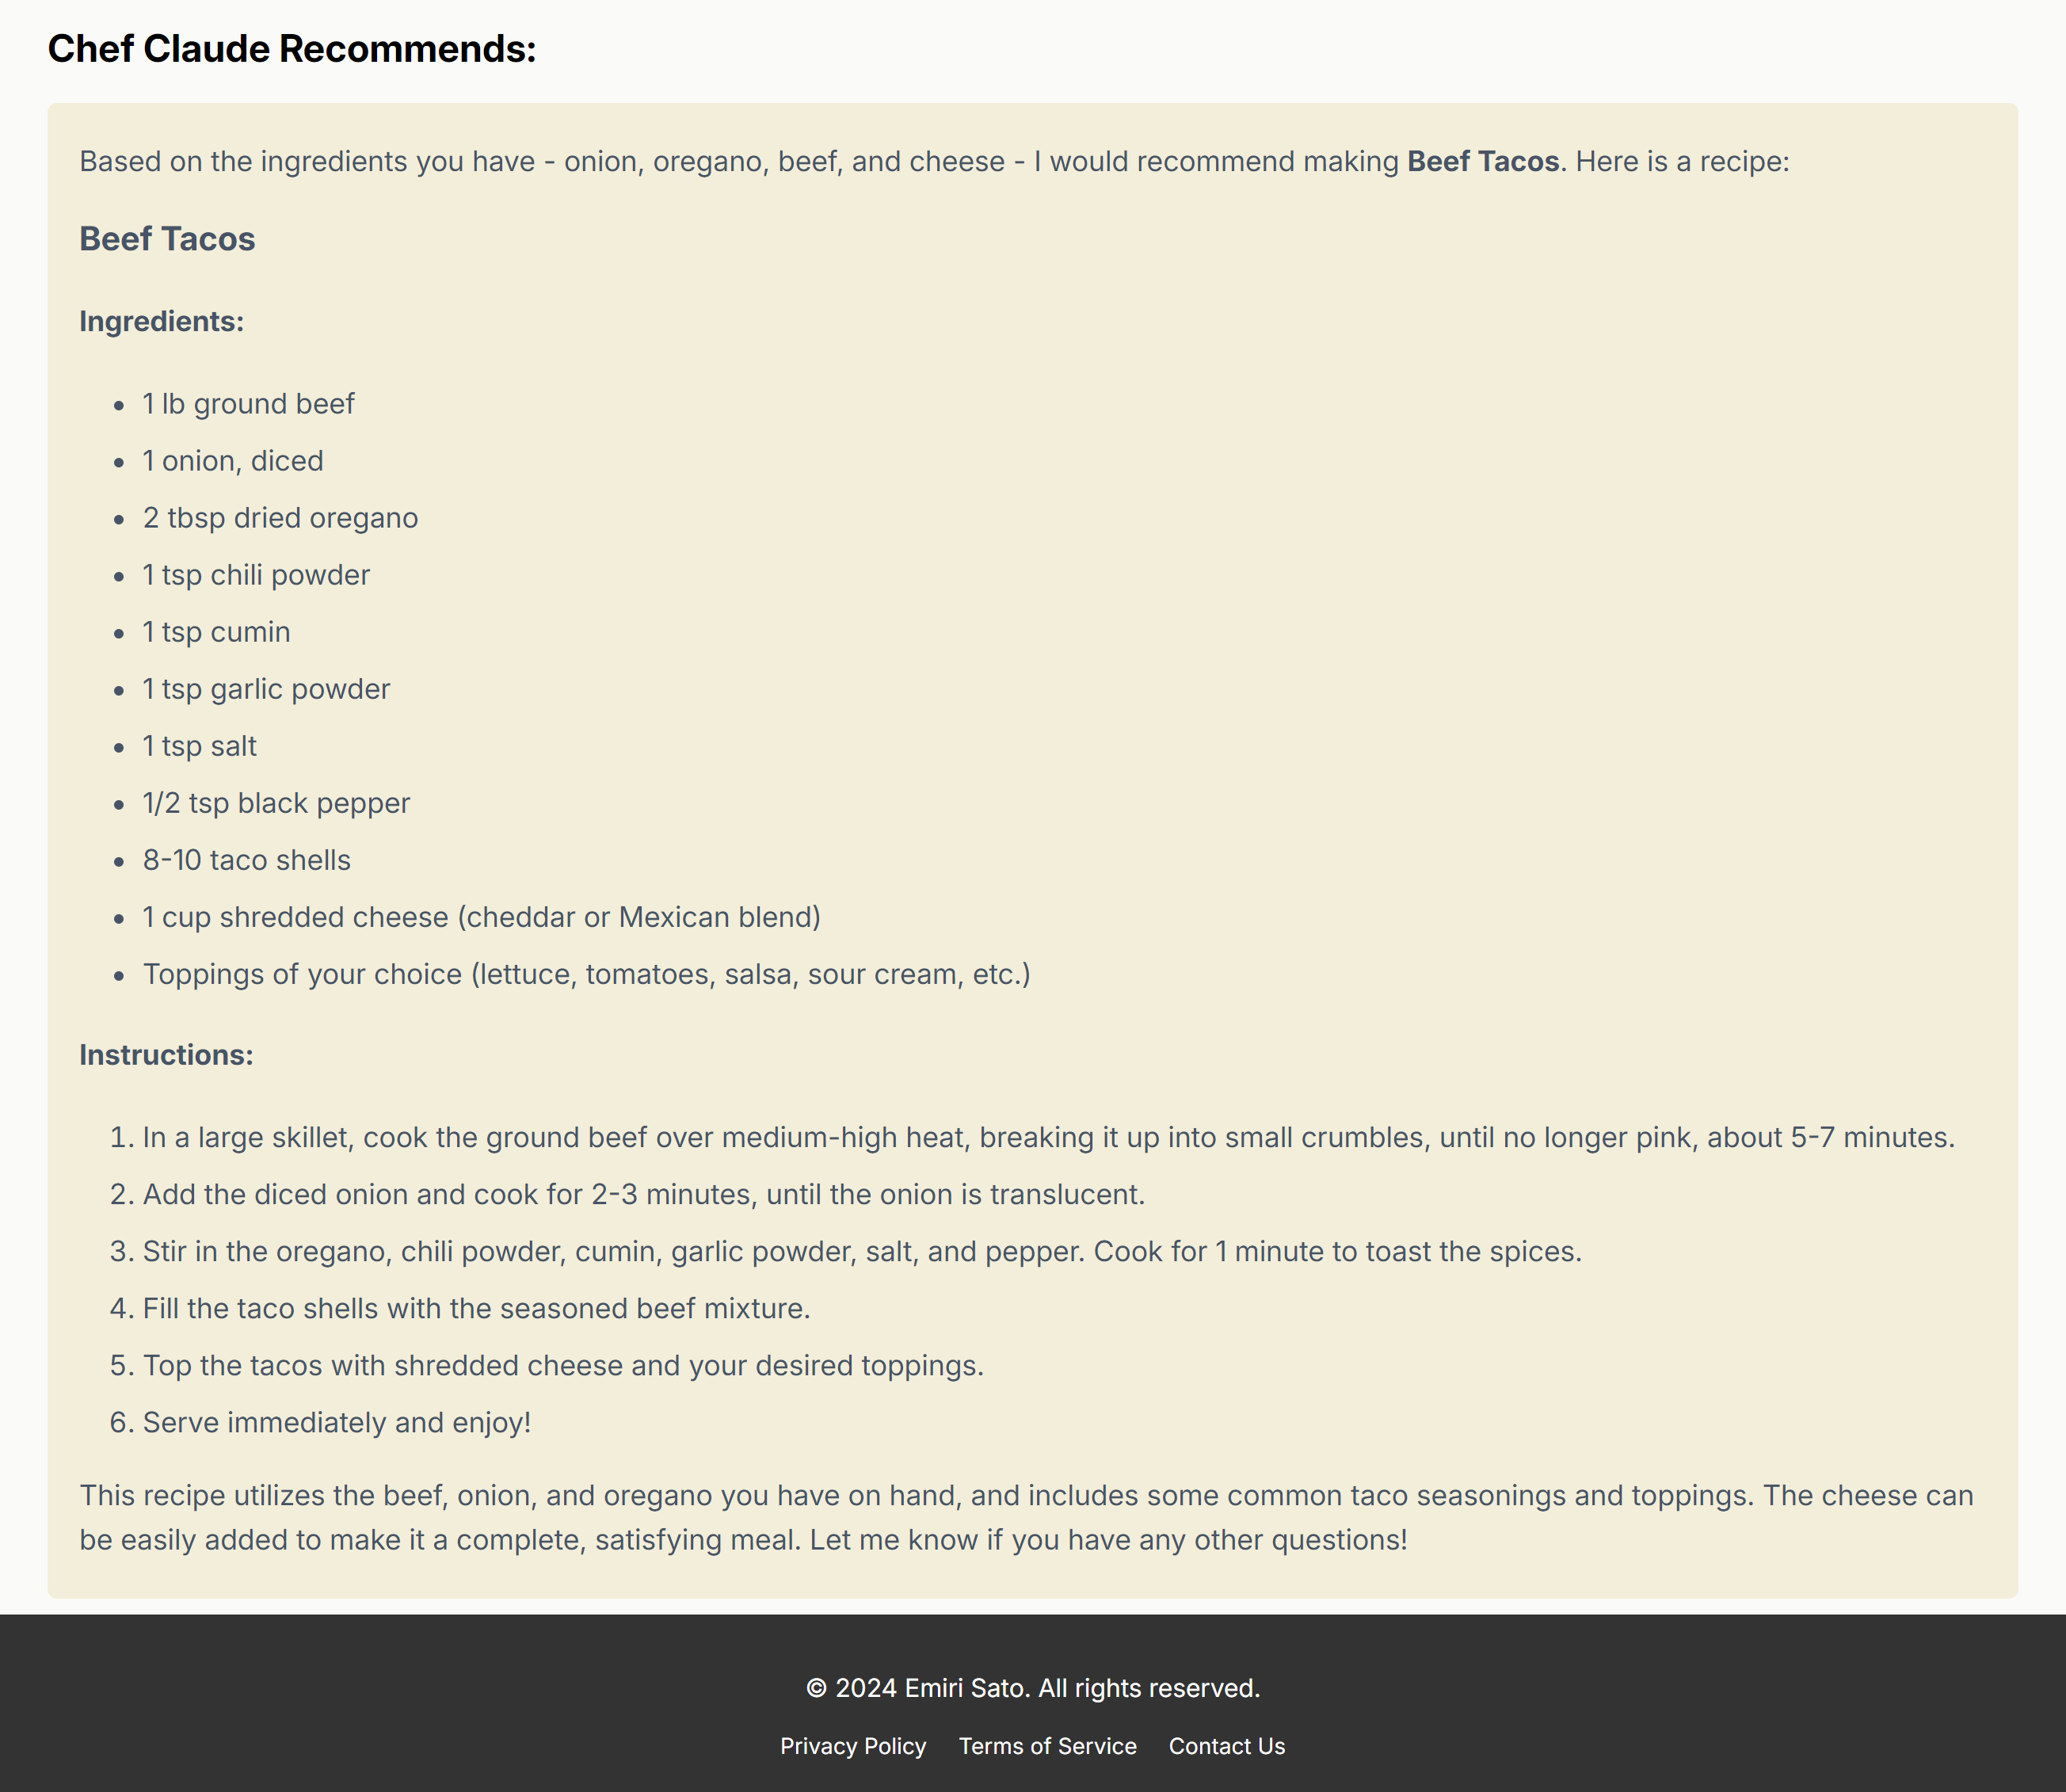 Chef Claude Recommends:
Based on the ingredients you have - onion, oregano, beef, and cheese - I would recommend making Beef Tacos. Here is a recipe:
Beef Tacos
Ingredients:
• 1 lb ground beef
• 1 onion, diced
• 2 tbsp dried oregano
• 1 tsp chili powder
• 1 tsp cumin
• 1 tsp garlic powder
• 1 tsp salt
• 1/2 tsp black pepper
• 8-10 taco shells
• 1 cup shredded cheese (cheddar or Mexican blend)
• Toppings of your choice (lettuce, tomatoes, salsa, sour cream, etc.)
Instructions:
1. In a large skillet, cook the ground beef over medium-high heat, breaking it up into small crumbles, until no longer pink, about 5-7 minutes.
2. Add the diced onion and cook for 2-3 minutes, until the onion is translucent.
3. Stir in the oregano, chili powder, cumin, garlic powder, salt, and pepper. Cook for 1 minute to toast the spices.
4. Fill the taco shells with the seasoned beef mixture.
5. Top the tacos with shredded cheese and your desired toppings.
6. Serve immediately and enjoy!
This recipe utilizes the beef, onion, and oregano you have on hand, and includes some common taco seasonings and toppings. The cheese can
be easily added to make it a complete, satisfying meal. Let me know if you have any other questions!
© 2024 Emiri Sato. All rights reserved.
Privacy Policy Terms of Service Contact Us